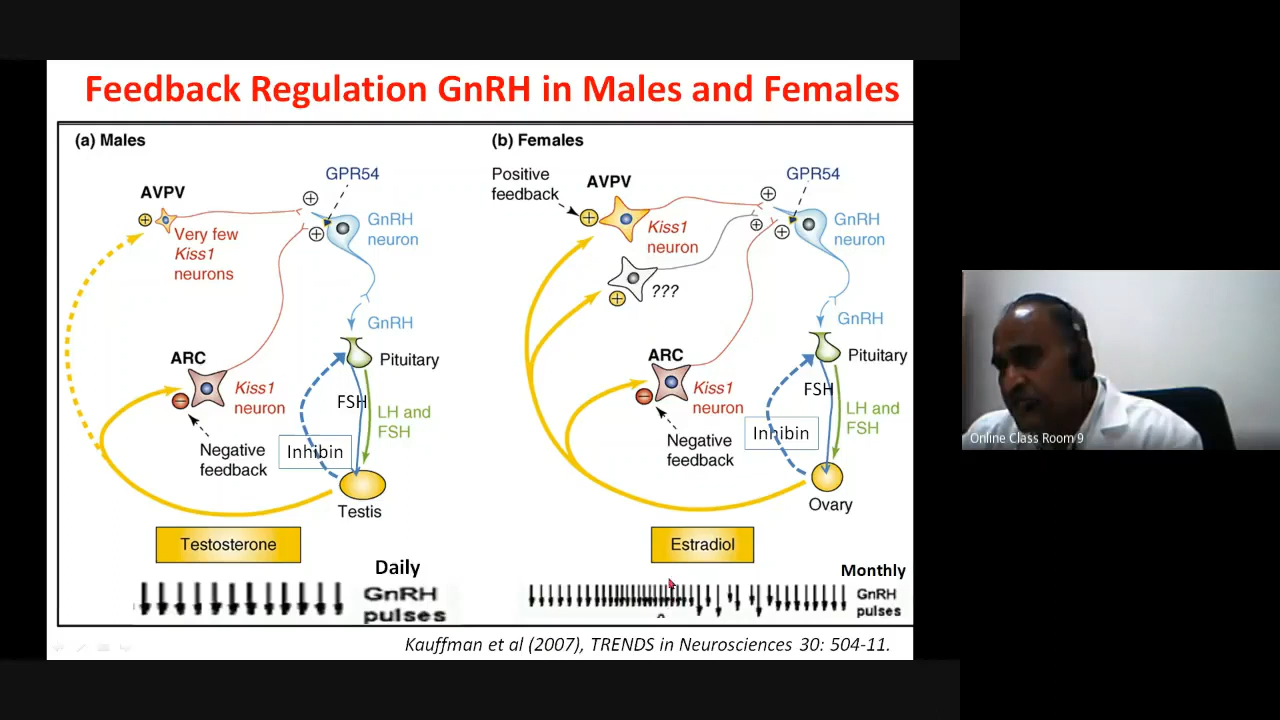 Feedback Regulation GnRH in Males and Females
(a) Males
GPR54
AVPV
GnRH
neuron
Very few
Kiss1
neurons
GnRH
ARC
Pituitary
Kiss1
neuron
FSH
LH and
FSH
Negative
feedback
Inhibin
Testis
Testosterone
Daily
GnRH
pulses
(b) Females
Positive
feedback
AVPV
GPR54
Kiss1
neuron
GnRH
neuron
???
GnRH
ARC
Pituitary
Kiss1
neuron
FSH
LH and
FSH
Negative
feedback
Inhibin
Ovary
Estradiol
Monthly
GnRH
pulses
Kauffman et al (2007), TRENDS in Neurosciences 30: 504-11.
Online Class Room 9